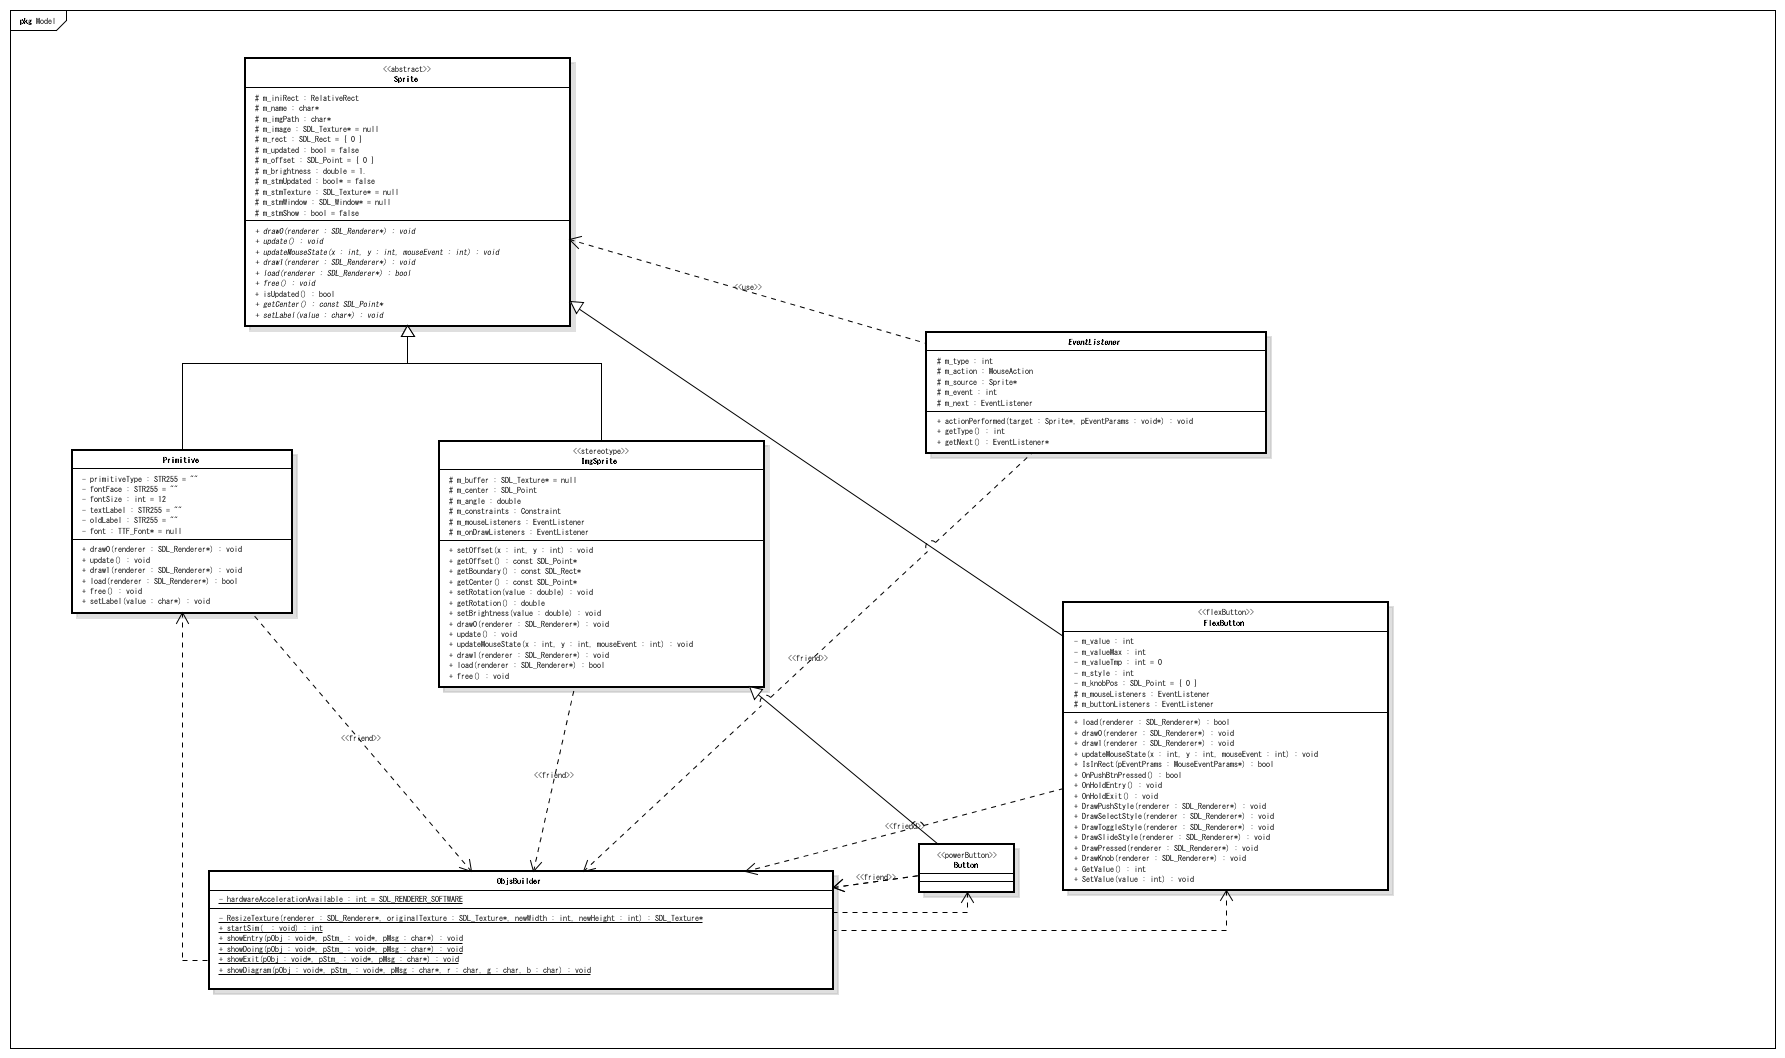 pkg Model
<<abstract>>
Sprite
# m_iniRect : RelativeRect
# m_name : char*
# m_imgPath : char*
# m_image : SDL_Texture* = null
# m_rect : SDL_Rect = { 0 }
# m_updated : bool = false
# m_offset : SDL_Point = { 0 }
# m_brightness : double = 1.
# m_stmUpdated : bool* = false
# m_stmTexture : SDL_Texture* = null
# m_stmWindow : SDL_Window* = null
# m_stmShow : bool = false
+ draw0(renderer : SDL_Renderer*) : void
+ update() : void
+ updateMouseState(x : int, y : int, mouseEvent : int) : void
+ draw1(renderer : SDL_Renderer*) : void
+ load(renderer : SDL_Renderer*) : bool
+ free() : void
+ isUpdated() : bool
+ getCenter() : const SDL_Point*
+ setLabel(value : char*) : void
<<use>>
EventListener
# m_type : int
# m_action : MouseAction
# m_source : Sprite*
# m_event : int
# m_next : EventListener
+ actionPerformed(target : Sprite*, pEventParams : void*) : void
+ getType() : int
+ getNext() : EventListener*
Primitive
- primitiveType : STR255 = ""
- fontFace : STR255 = ""
- fontSize : int = 12
- textLabel : STR255 = ""
- oldLabel : STR255 = ""
- font : TTF_Font* = null
+ draw0(renderer : SDL_Renderer*) : void
+ update() : void
+ draw1(renderer : SDL_Renderer*) : void
+ load(renderer : SDL_Renderer*) : bool
+ free() : void
+ setLabel(value : char*) : void
<<stereotype>>
ImgSprite
# m_buffer : SDL_Texture* = null
# m_center : SDL_Point
# m_angle : double
# m_constraints : Constraint
# m_mouseListeners : EventListener
# m_onDrawListeners : EventListener
+ setOffset(x : int, y : int) : void
+ getOffset() : const SDL_Point*
+ getBoundary() : const SDL_Rect*
+ getCenter() : const SDL_Point*
+ setRotation(value : double) : void
+ getRotation() : double
+ setBrightness(value : double) : void
+ draw0(renderer : SDL_Renderer*) : void
+ update() : void
+ updateMouseState(x : int, y : int, mouseEvent : int) : void
+ draw1(renderer : SDL_Renderer*) : void
+ load(renderer : SDL_Renderer*) : bool
+ free() : void
<<flexButton>>
FlexButton
- m_value : int
- m_valueMax : int
- m_valueTmp : int = 0
- m_style : int
- m_knobPos : SDL_Point = { 0 }
# m_mouseListeners : EventListener
# m_buttonListeners : EventListener
+ load(renderer : SDL_Renderer*) : bool
+ draw0(renderer : SDL_Renderer*) : void
+ draw1(renderer : SDL_Renderer*) : void
+ updateMouseState(x : int, y : int, mouseEvent : int) : void
+ IsInRect(pEventPrams : MouseEventParams*) : bool
+ OnPushBtnPressed() : bool
+ OnHoldEntry() : void
+ OnHoldExit() : void
+ DrawPushStyle(renderer : SDL_Renderer*) : void
+ DrawSelectStyle(renderer : SDL_Renderer*) : void
+ DrawToggleStyle(renderer : SDL_Renderer*) : void
+ DrawSlideStyle(renderer : SDL_Renderer*) : void
+ DrawPressed(renderer : SDL_Renderer*) : void
+ DrawKnob(renderer : SDL_Renderer*) : void
+ GetValue() : int
+ SetValue(value : int) : void
<<friend>>
<<friend>>
<<friend>>
<<friend>>
<<friend>>
<<powerButton>>
Button
ObjsBuilder
- hardwareAccelerationAvailable : int = SDL_RENDERER_SOFTWARE
- ResizeTexture(renderer : SDL_Renderer*, originalTexture : SDL_Texture*, newWidth : int, newHeight : int) : SDL_Texture*
+ startSim(_ : void) : int
+ showEntry(pObj : void*, pStm_ : void*, pMsg : char*) : void
+ showDoing(pObj : void*, pStm_ : void*, pMsg : char*) : void
+ showExit(pObj : void*, pStm_ : void*, pMsg : char*) : void
+ showDiagram(pObj : void*, pStm_ : void*, pMsg : char*, r : char, g : char, b : char) : void